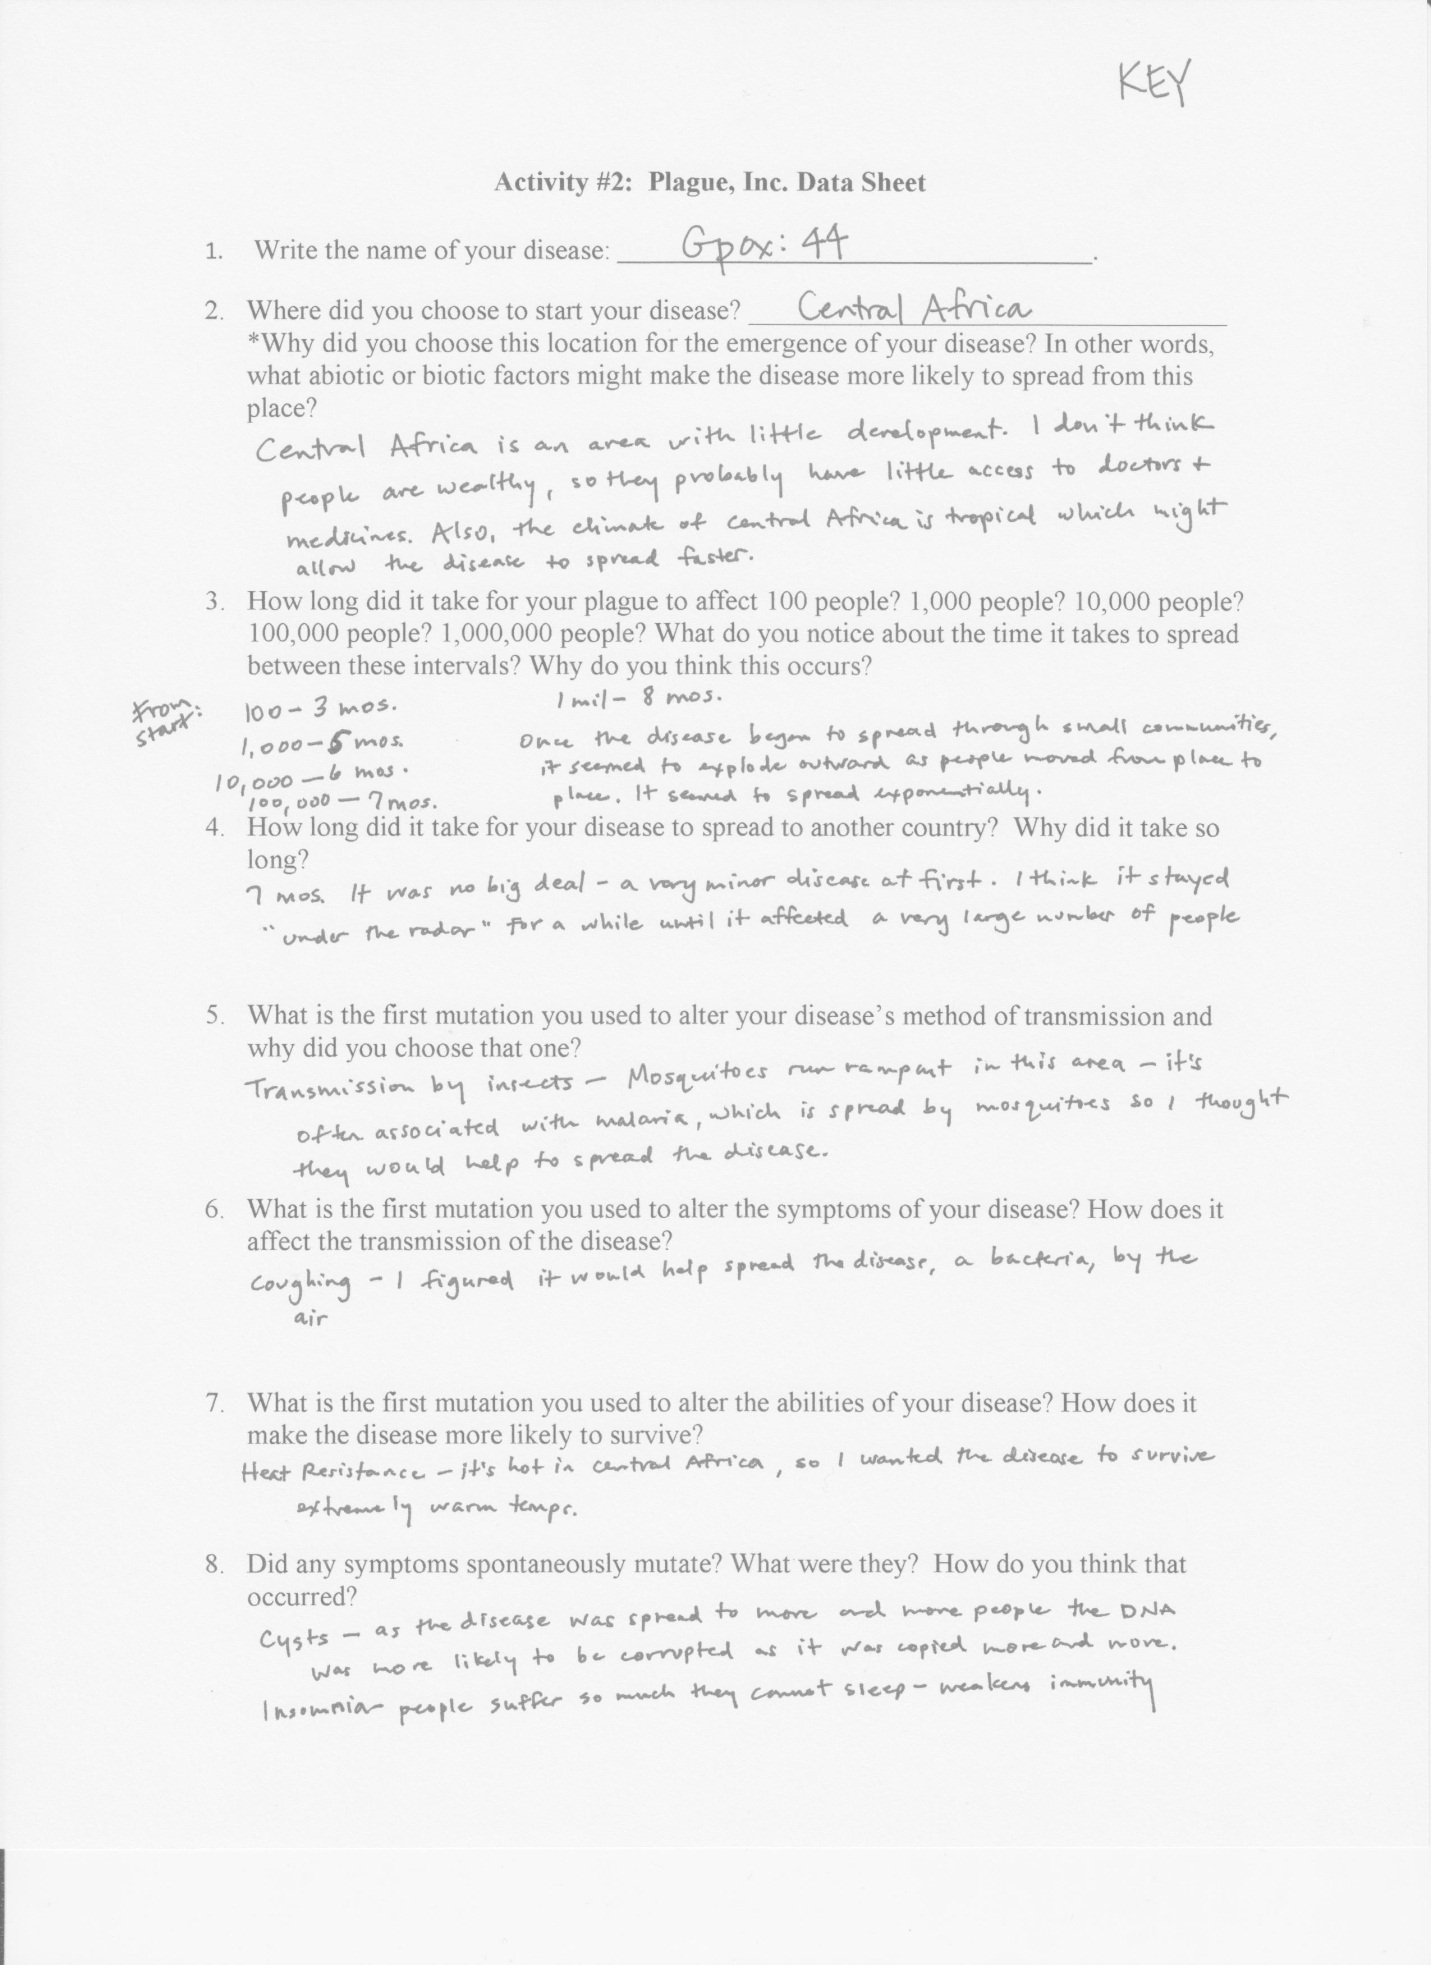 KEY
Activity #2: Plague, Inc. Data Sheet
1. Write the name of your disease: Gpox: 44.
2. Where did you choose to start your disease? Central Africa
*Why did you choose this location for the emergence of your disease? In other words,
what abiotic or biotic factors might make the disease more likely to spread from this
place?
Central Africa is an area with little development. I don't think
people are wealthy, so they probably have little access to doctors +
medicines. Also, the climate of central Africa is tropical which might
allow the disease to spread faster.
3. How long did it take for your plague to affect 100 people? 1,000 people? 10,000 people?
100,000 people? 1,000,000 people? What do you notice about the time it takes to spread
between these intervals? Why do you think this occurs?
From start:
100 - 3 mos.
1,000 - 5 mos.
10,000 - 6 mos.
100,000 - 7 mos.
1 mil - 8 mos.
Once the disease began to spread through small communities,
it seemed to explode outward as people moved from place to
place. It seemed to spread exponentially.
4. How long did it take for your disease to spread to another country? Why did it take so
long?
7 mos. It was no big deal - a very minor disease at first. I think it stayed
"under the radar" for a while until it affected a very large number of people
5. What is the first mutation you used to alter your disease's method of transmission and
why did you choose that one?
Transmission by insects - Mosquitoes run rampant in this area - it's
often associated with malaria, which is spread by mosquitoes so I thought
they would help to spread the disease.
6. What is the first mutation you used to alter the symptoms of your disease? How does it
affect the transmission of the disease?
Coughing - I figured it would help spread the disease, a bacteria, by the
air
7. What is the first mutation you used to alter the abilities of your disease? How does it
make the disease more likely to survive?
Heat Resistance - it's hot in central Africa, so I wanted the disease to survive
extremely warm temps.
8. Did any symptoms spontaneously mutate? What were they? How do you think that
occurred?
Cysts - as the disease was spread to more and more people the DNA
was more likely to be corrupted as it was copied more and more.
Insomnia- people suffer so much they cannot sleep - weakens immunity